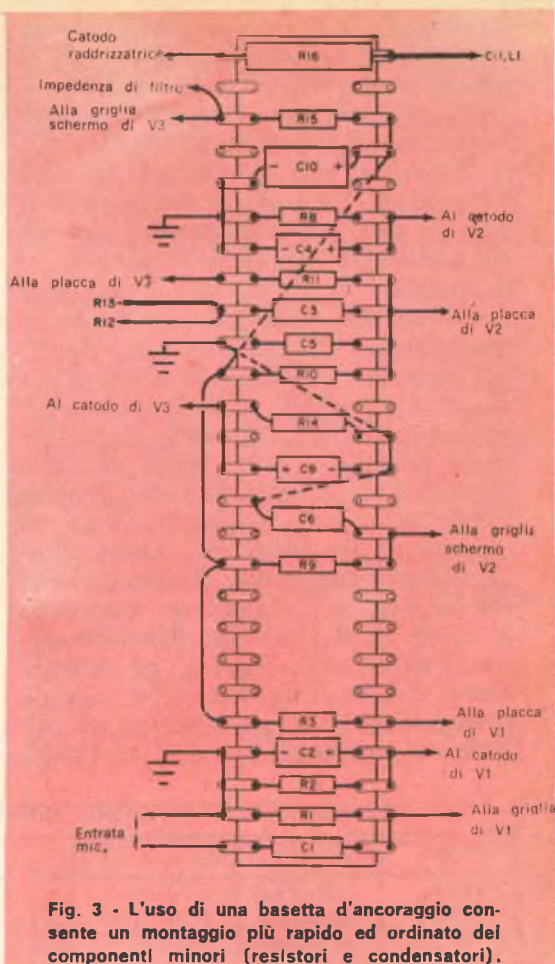 Catodo
raddrizzatrice
R16
C11, L1
Impedenza di filtro
Alla griglia
schermo di V3
R15
- C10 +
R8
Al catodo
di V2
- C4 +
Alla placca di V3
R11
R13
R12
C3
Alla placca
di V2
C5
R10
Al catodo di V3
R14
+ C9 -
C6
Alla griglia
schermo
di V2
R9
R3
Alla placca
di V1
- C2 +
Al catodo
di V1
R2
R1
Alla griglia
di V1
Entrata
mic.
C1
Fig. 3 - L'uso di una basetta d'ancoraggio con-
sente un montaggio più rapido ed ordinato dei
componenti minori (resistori e condensatori).